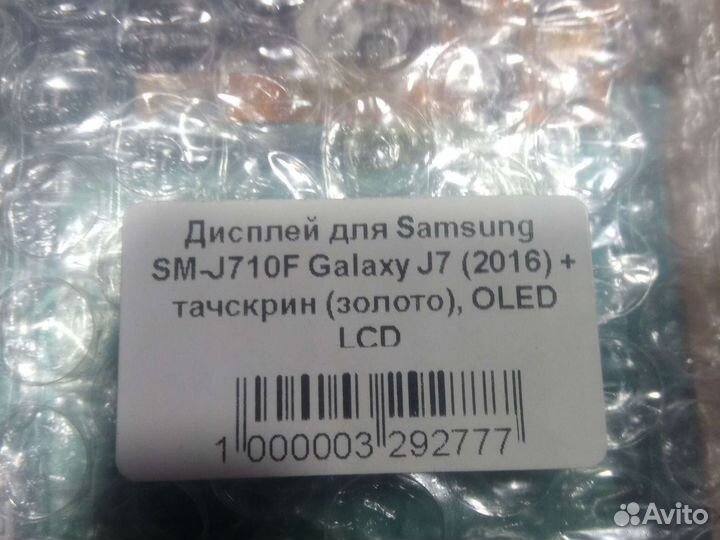 Дисплей для Samsung
SM-J710F Galaxy J7 (2016) +
тачскрин (золото), OLED
LCD
1 000003 292777
Avito